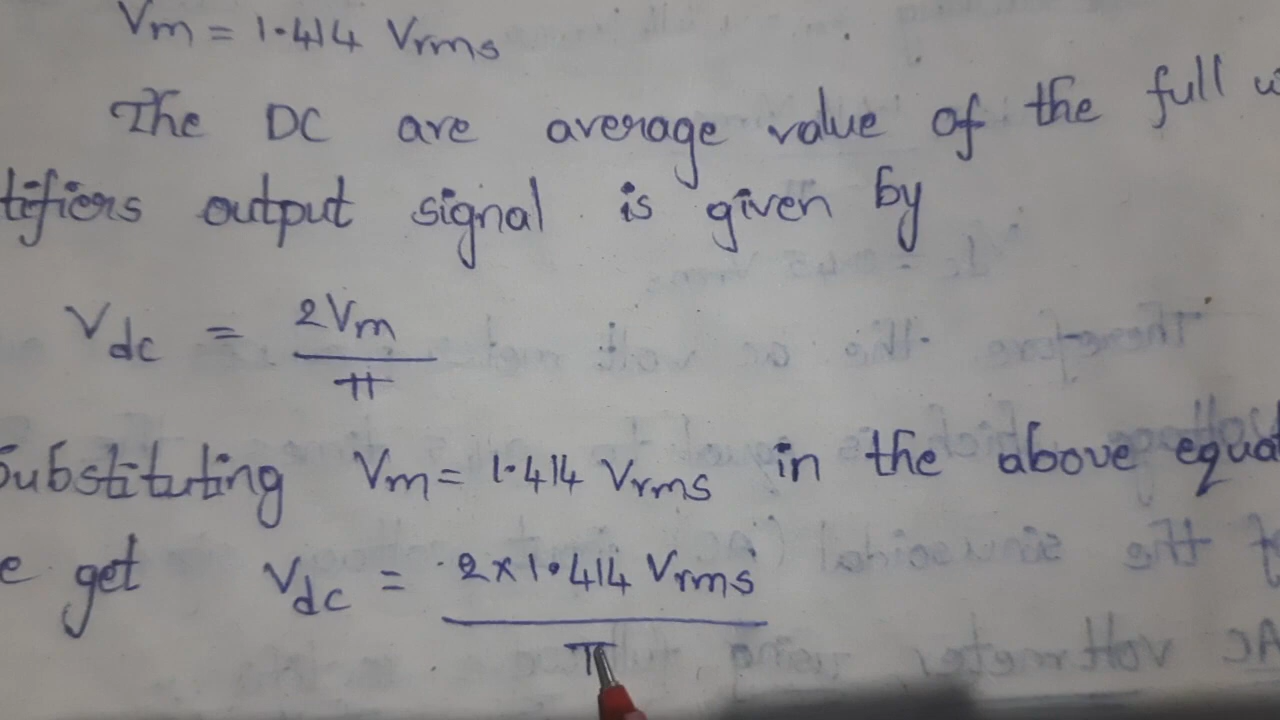 Vm = 1.414 Vrms
The DC are average value of the full w
tifiers output signal is given by
Vdc = 2Vm / π
Substituting Vm = 1.414 Vrms in the above equat
e get Vdc = 2×1.414 Vrms / π